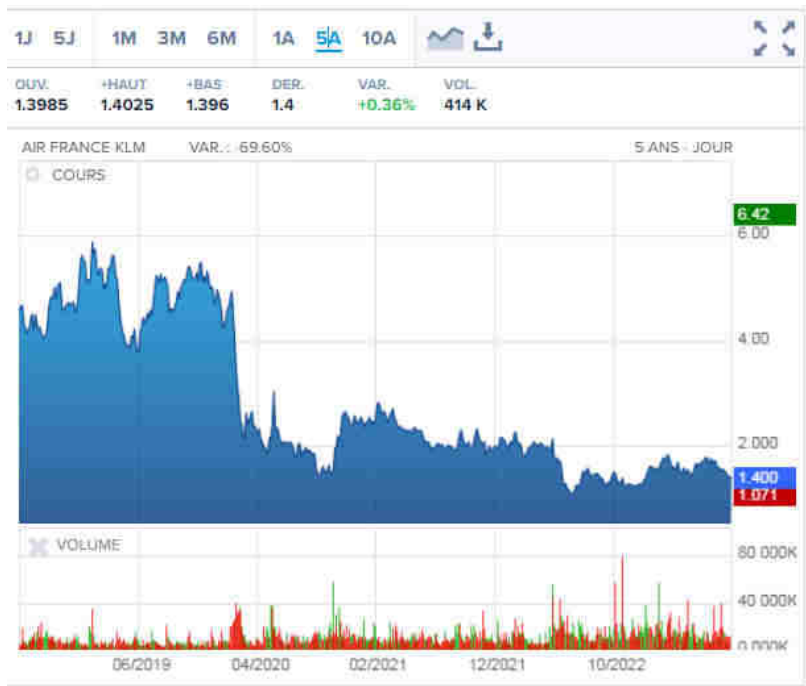 1J 5J 1M 3M 6M 1A 5A 10A
OUV. +HAUT +BAS DER. VAR. VOL.
1.3985 1.4025 1.396 1.4 +0.36% 414 K
AIR FRANCE KLM VAR. : -69.60% 5 ANS - JOUR
COURS
6.42
6.00
4.00
2.000
1.400
1.071
VOLUME
80 000K
40 000K
0.000K
06/2019 04/2020 02/2021 12/2021 10/2022